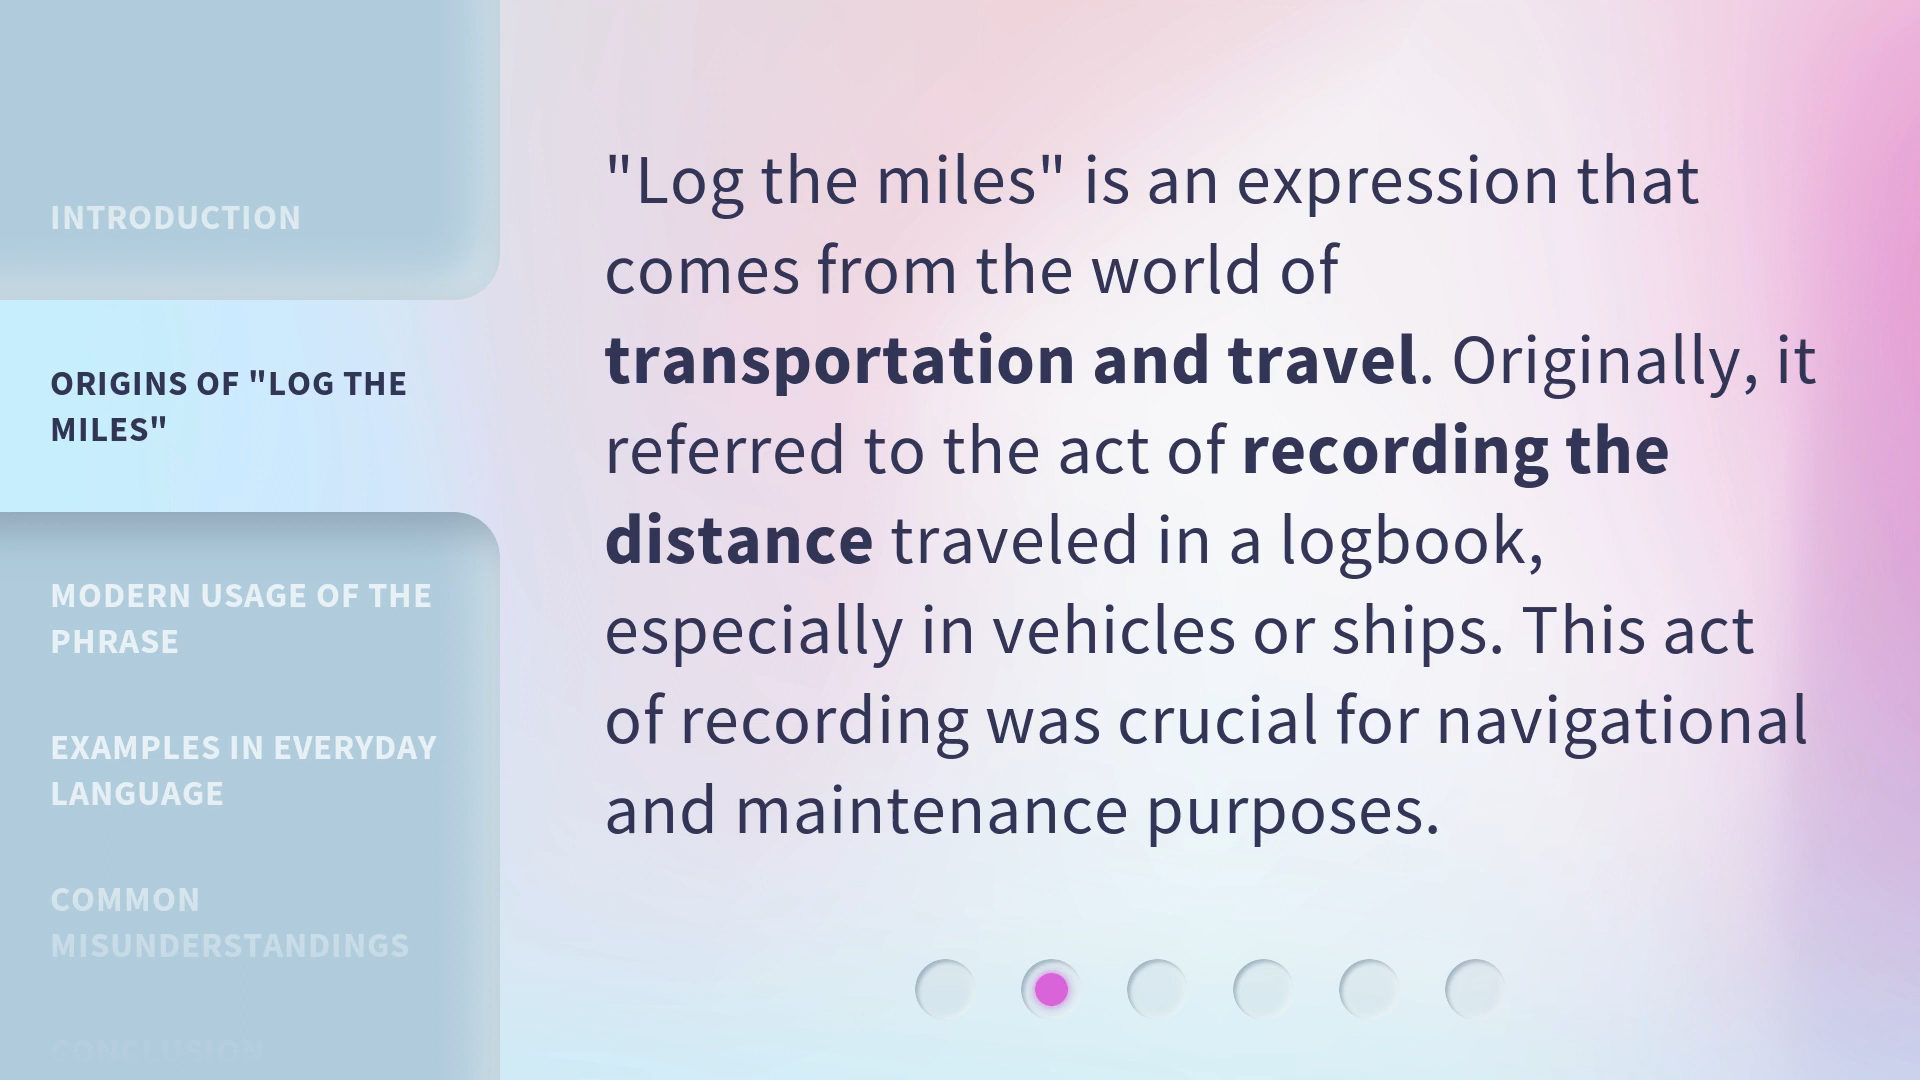 INTRODUCTION
ORIGINS OF "LOG THE
MILES"
MODERN USAGE OF THE
PHRASE
EXAMPLES IN EVERYDAY
LANGUAGE
COMMON
MISUNDERSTANDINGS
CONCLUSION
"Log the miles" is an expression that
comes from the world of
transportation and travel. Originally, it
referred to the act of recording the
distance traveled in a logbook,
especially in vehicles or ships. This act
of recording was crucial for navigational
and maintenance purposes.